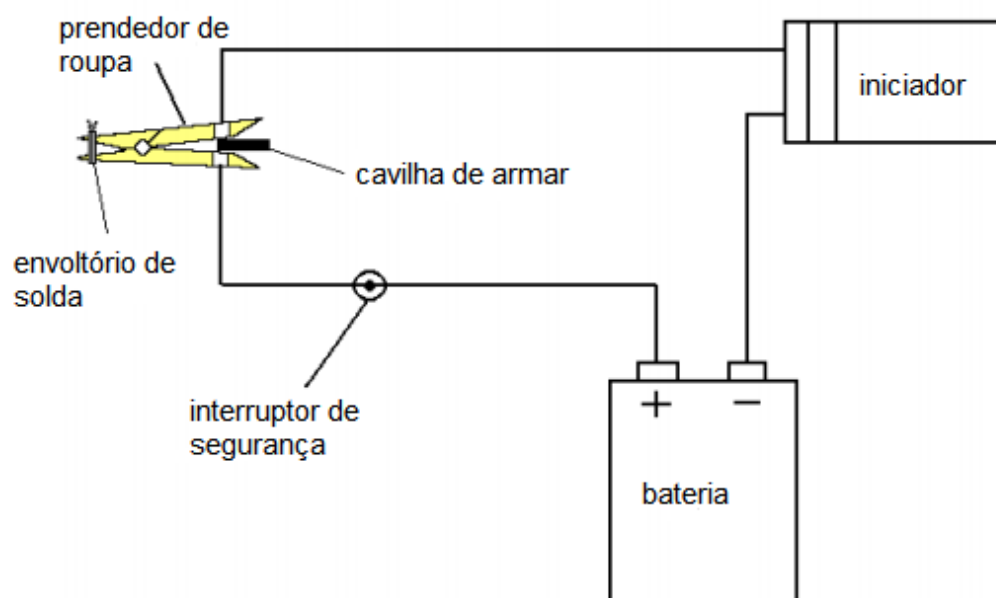 prendedor de
roupa
iniciador
cavilha de armar
envoltório de
solda
interruptor de
segurança
+ −
bateria